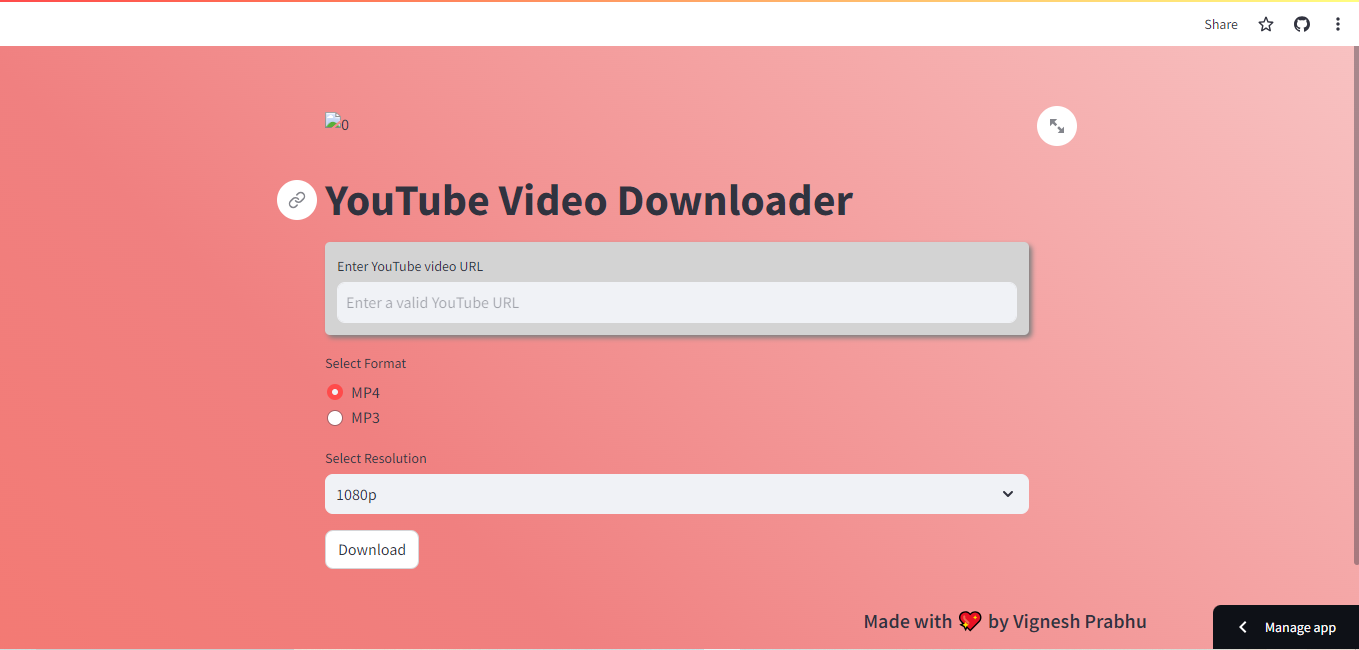 Share
0
YouTube Video Downloader
Enter YouTube video URL
Enter a valid YouTube URL
Select Format
MP4
MP3
Select Resolution
1080p
Download
Made with 💖 by Vignesh Prabhu
Manage app